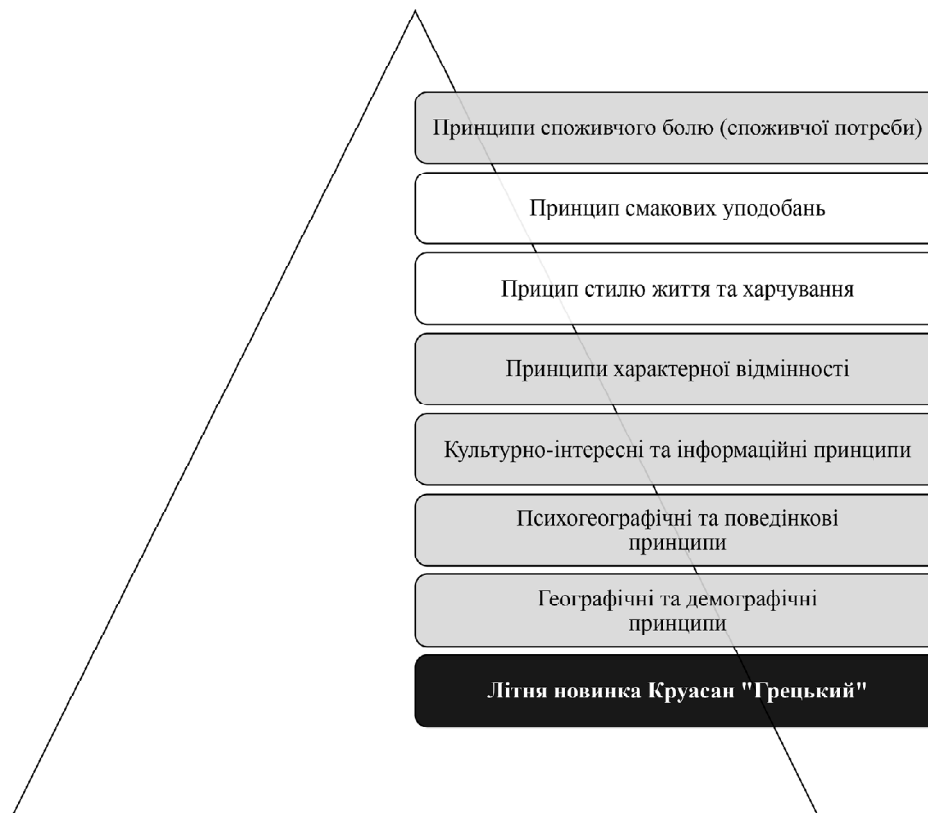 Принципи споживчого болю (споживчої потреби)
Принцип смакових уподобань
Прицип стилю життя та харчування
Принципи характерної відмінності
Культурно-інтересні та інформаційні принципи
Психогеографічні та поведінкові
принципи
Географічні та демографічні
принципи
Літня новинка Круасан "Грецький"